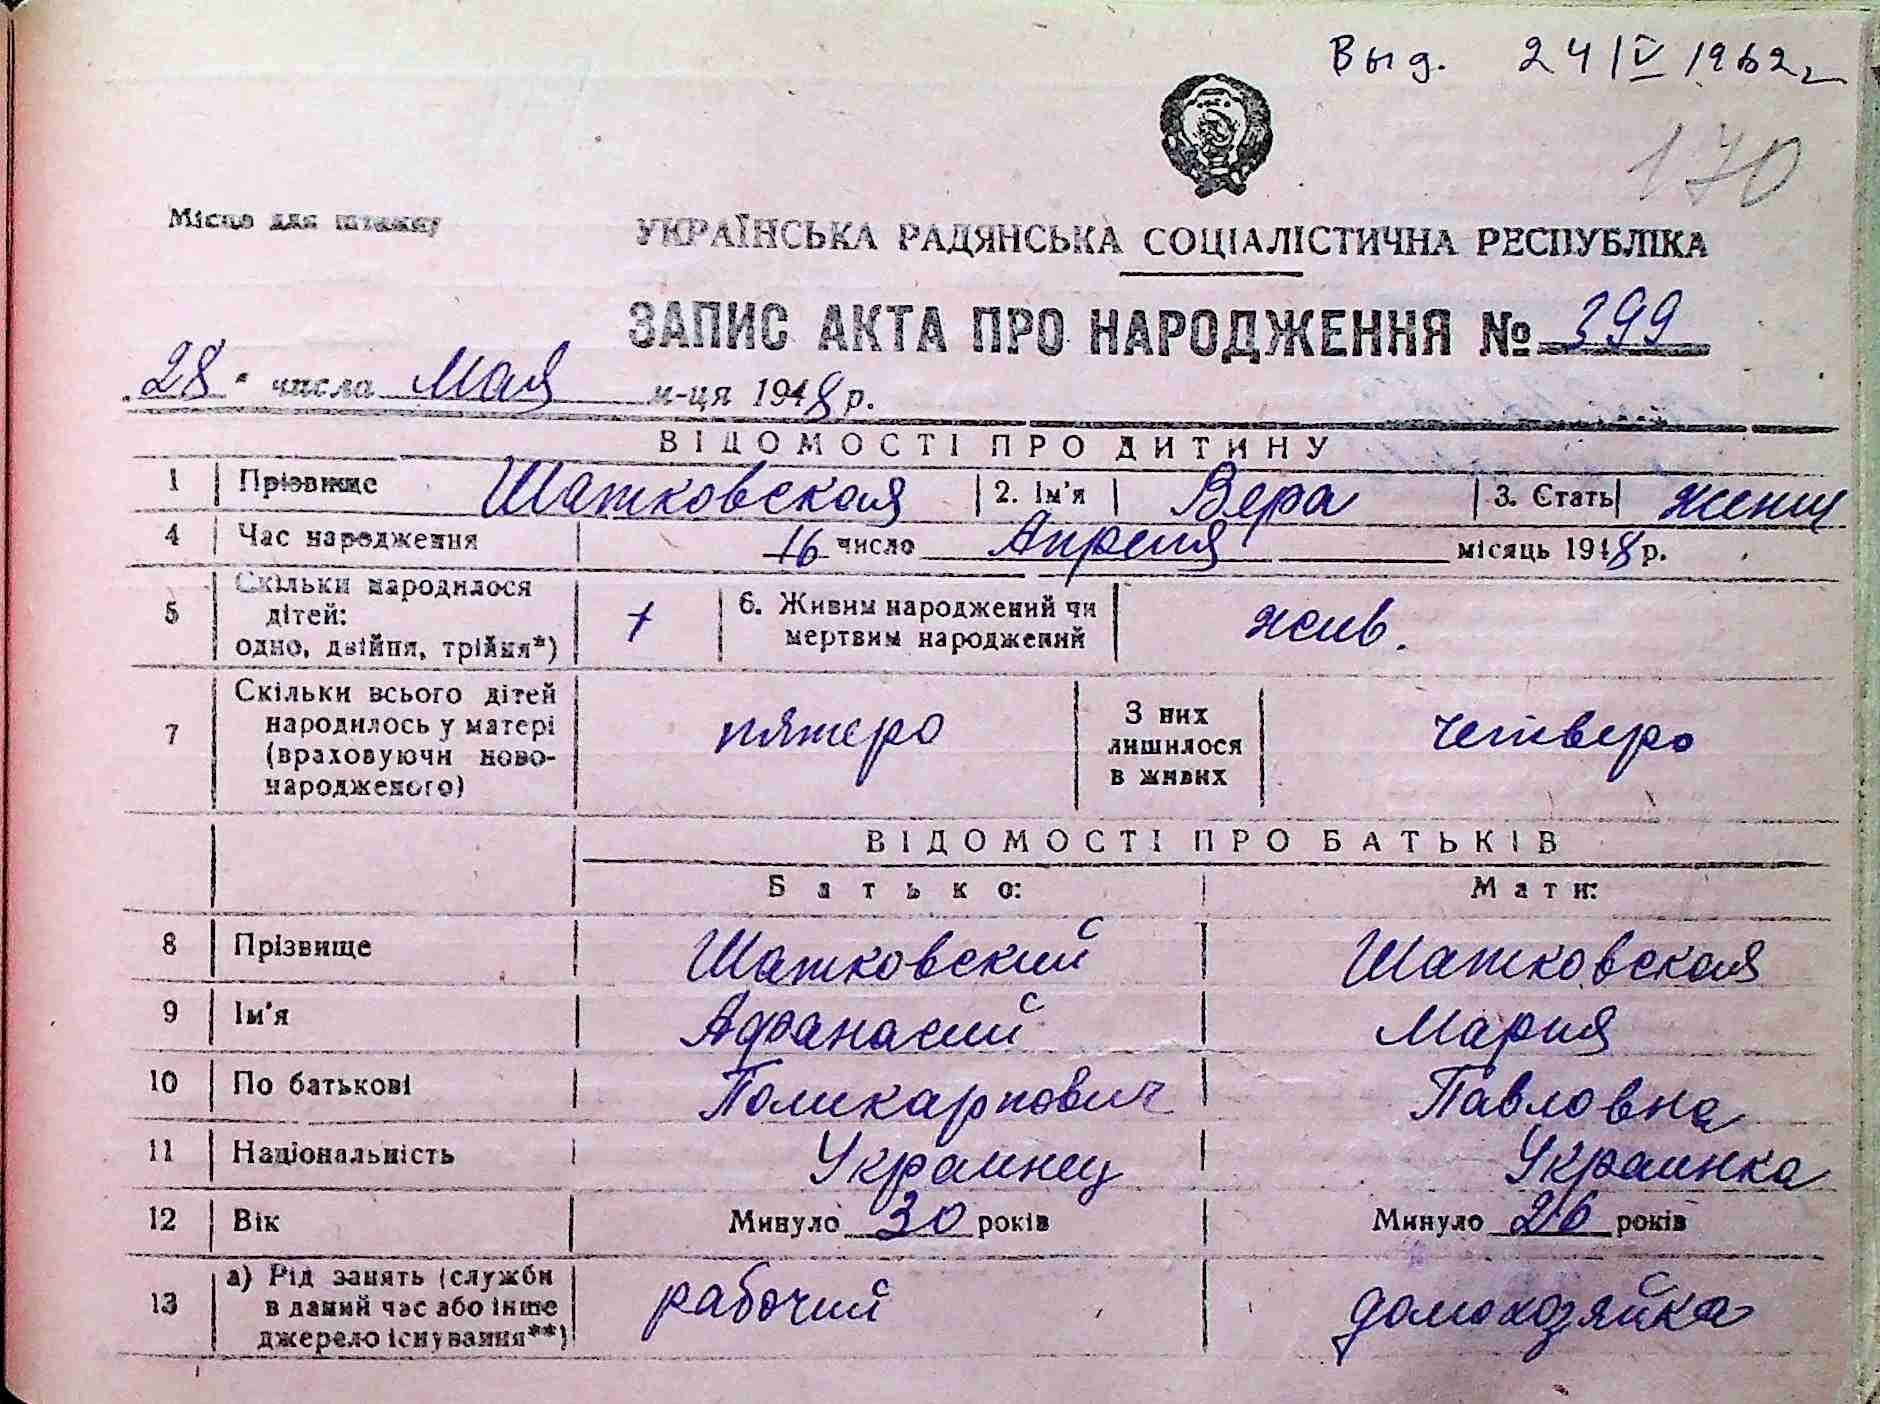 Выд. 24 IV 1962 г
170
Місце для штампу
УКРАЇНСЬКА РАДЯНСЬКА СОЦІАЛІСТИЧНА РЕСПУБЛІКА
ЗАПИС АКТА ПРО НАРОДЖЕННЯ № 399
28 " числа Мая м-ця 1948 р.
ВІДОМОСТІ ПРО ДИТИНУ
1 Прізвище Шатковская 2. Ім'я Вера 3. Стать женщ
4 Час народження 16 число Апреля місяць 1948 р.
5 Скільки народилося дітей: одно, двійня, трійня*) 1 6. Живим народжений чи мертвим народжений жив.
7 Скільки всього дітей народилось у матері (враховуючи ново-народженого) пятеро З них лишилося в живих четверо
ВІДОМОСТІ ПРО БАТЬКІВ
Батько: Мати:
8 Прізвище Шатковский Шатковская
9 Ім'я Афанасий Мария
10 По батькові Поликарпович Павловна
11 Національність Украинец Украинка
12 Вік Минуло 30 років Минуло 26 років
13 а) Рід занять (служби в даний час або інше джерело існування**) рабочий домохозяйка